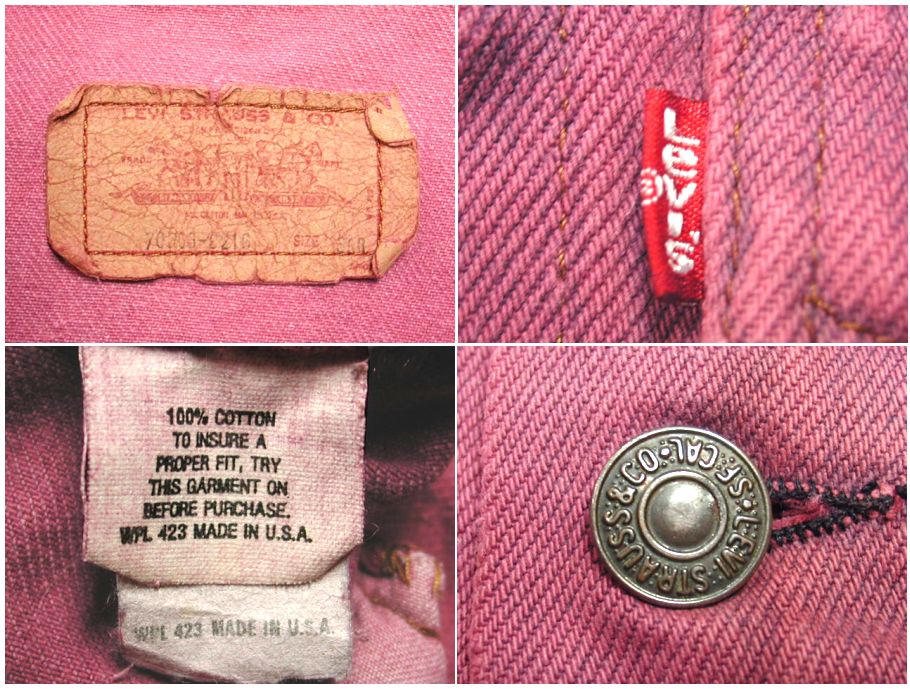 LEVI STRAUSS & CO.
SIZE
LEVI'S
®
100% COTTON
TO INSURE A
PROPER FIT, TRY
THIS GARMENT ON
BEFORE PURCHASE.
WPL 423 MADE IN U.S.A.
WPL 423 MADE IN U.S.A.
LEVI STRAUSS & CO • S.F. CAL •